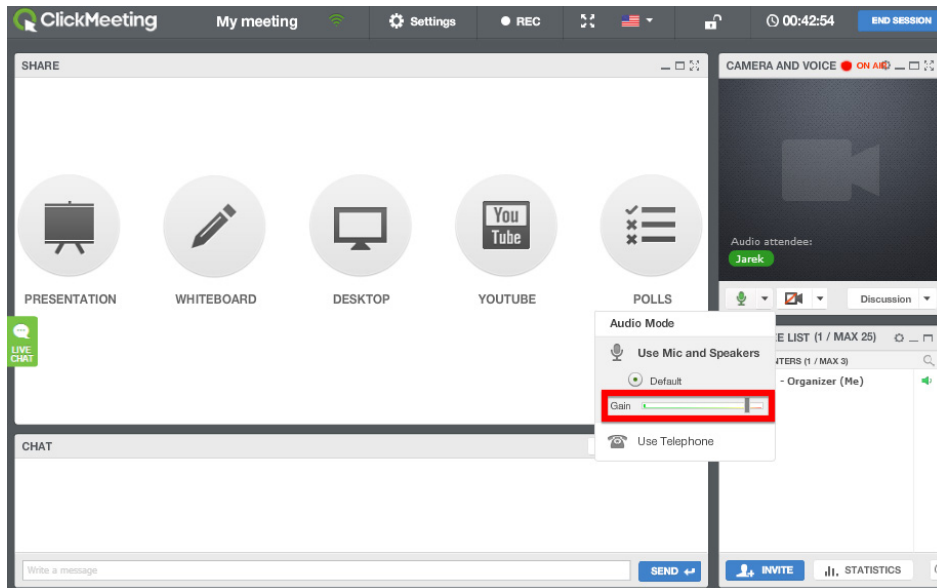 ClickMeeting My meeting Settings REC 00:42:54 END SESSION
SHARE
CAMERA AND VOICE ON AIR
You
Tube
Audio attendee:
Jarek
PRESENTATION WHITEBOARD DESKTOP YOUTUBE POLLS
Discussion
LIVE
CHAT
Audio Mode
Use Mic and Speakers
Default
Gain
Use Telephone
E LIST (1 / MAX 25)
NTERS (1 / MAX 3)
- Organizer (Me)
CHAT
Write a message
SEND
INVITE STATISTICS